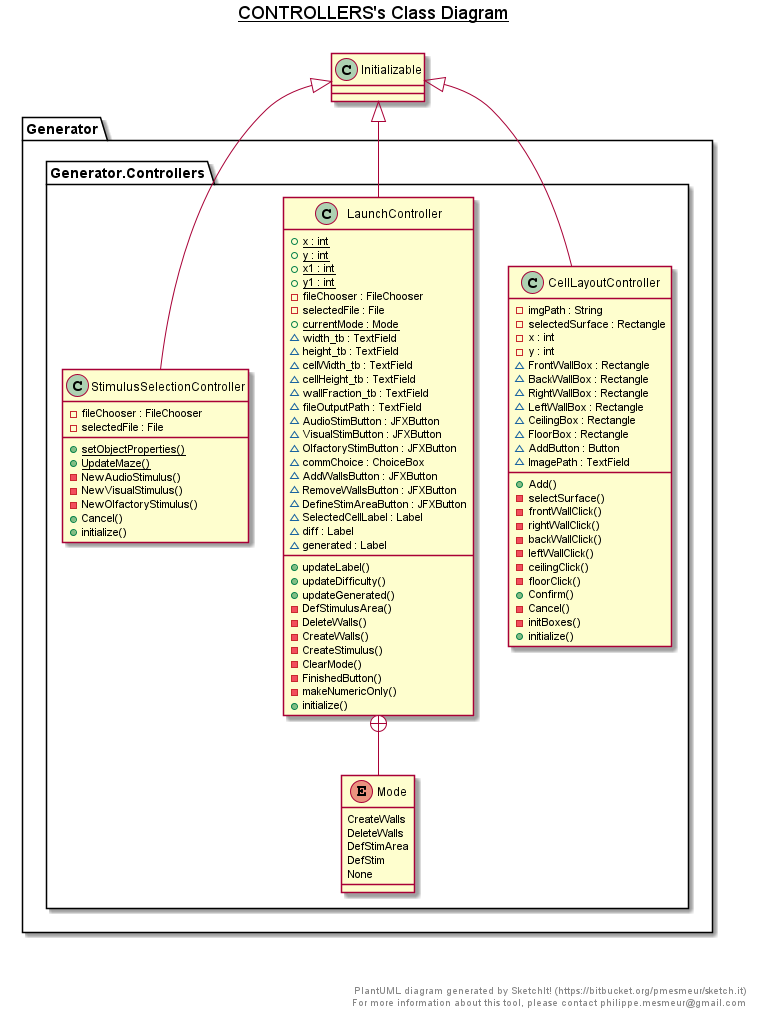 CONTROLLERS's Class Diagram
C Initializable
Generator
Generator.Controllers
C LaunchController
x : int
y : int
x1 : int
y1 : int
fileChooser : FileChooser
selectedFile : File
currentMode : Mode
width_tb : TextField
height_tb : TextField
cellWidth_tb : TextField
cellHeight_tb : TextField
wallFraction_tb : TextField
fileOutputPath : TextField
AudioStimButton : JFXButton
VisualStimButton : JFXButton
OlfactoryStimButton : JFXButton
commChoice : ChoiceBox
AddWallsButton : JFXButton
RemoveWallsButton : JFXButton
DefineStimAreaButton : JFXButton
SelectedCellLabel : Label
diff : Label
generated : Label
updateLabel()
updateDifficulty()
updateGenerated()
DefStimulusArea()
DeleteWalls()
CreateWalls()
CreateStimulus()
ClearMode()
FinishedButton()
makeNumericOnly()
initialize()
C CellLayoutController
imgPath : String
selectedSurface : Rectangle
x : int
y : int
FrontWallBox : Rectangle
BackWallBox : Rectangle
RightWallBox : Rectangle
LeftWallBox : Rectangle
CeilingBox : Rectangle
FloorBox : Rectangle
AddButton : Button
ImagePath : TextField
Add()
selectSurface()
frontWallClick()
rightWallClick()
backWallClick()
leftWallClick()
ceilingClick()
floorClick()
Confirm()
Cancel()
initBoxes()
initialize()
C StimulusSelectionController
fileChooser : FileChooser
selectedFile : File
setObjectProperties()
UpdateMaze()
NewAudioStimulus()
NewVisualStimulus()
NewOlfactoryStimulus()
Cancel()
initialize()
E Mode
CreateWalls
DeleteWalls
DefStimArea
DefStim
None
PlantUML diagram generated by SketchIt! (https://bitbucket.org/pmesmeur/sketch.it)
For more information about this tool, please contact philippe.mesmeur@gmail.com